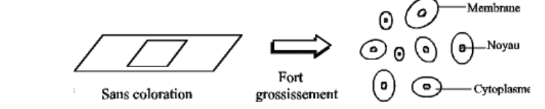 Membrane
Noyau
Cytoplasme
Sans coloration
Fort
grossissement